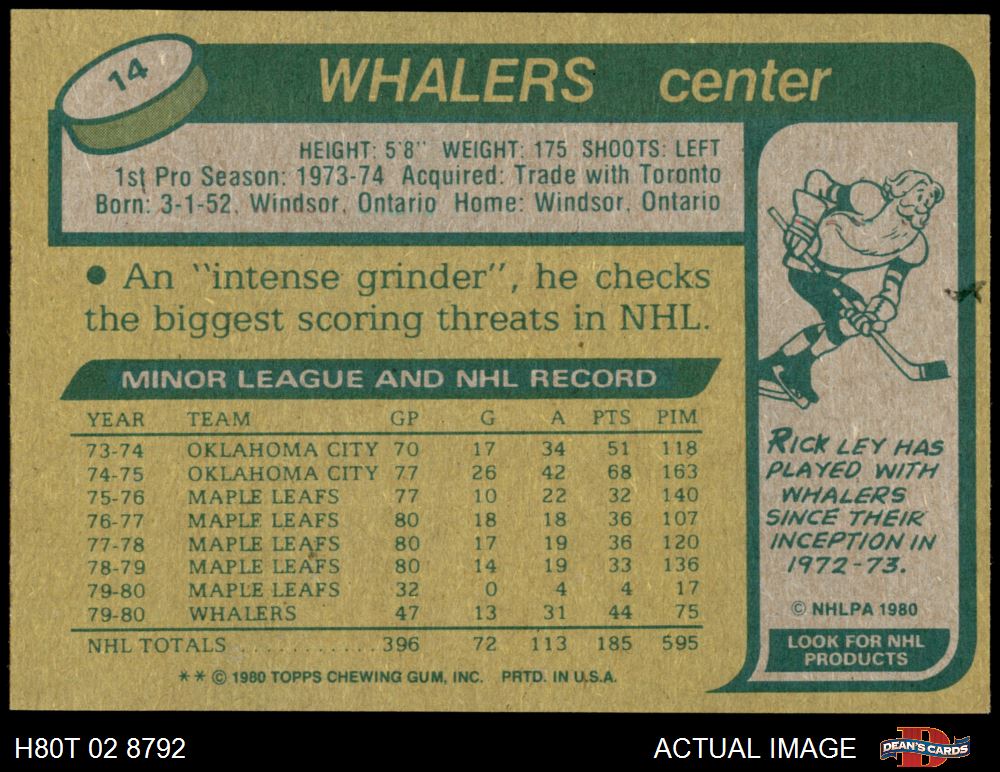 14
WHALERS center
HEIGHT: 5'8" WEIGHT: 175 SHOOTS: LEFT
1st Pro Season: 1973-74 Acquired: Trade with Toronto
Born: 3-1-52, Windsor, Ontario Home: Windsor, Ontario
● An "intense grinder", he checks
the biggest scoring threats in NHL.
MINOR LEAGUE AND NHL RECORD
YEAR TEAM GP G A PTS PIM
73-74 OKLAHOMA CITY 70 17 34 51 118
74-75 OKLAHOMA CITY 77 26 42 68 163
75-76 MAPLE LEAFS 77 10 22 32 140
76-77 MAPLE LEAFS 80 18 18 36 107
77-78 MAPLE LEAFS 80 17 19 36 120
78-79 MAPLE LEAFS 80 14 19 33 136
79-80 MAPLE LEAFS 32 0 4 4 17
79-80 WHALERS 47 13 31 44 75
NHL TOTALS ........... 396 72 113 185 595
** © 1980 TOPPS CHEWING GUM, INC. PRTD. IN U.S.A.
RICK LEY HAS
PLAYED WITH
WHALERS
SINCE THEIR
INCEPTION IN
1972-73.
© NHLPA 1980
LOOK FOR NHL
PRODUCTS
H80T 02 8792
ACTUAL IMAGE
D
DEAN'S CARDS